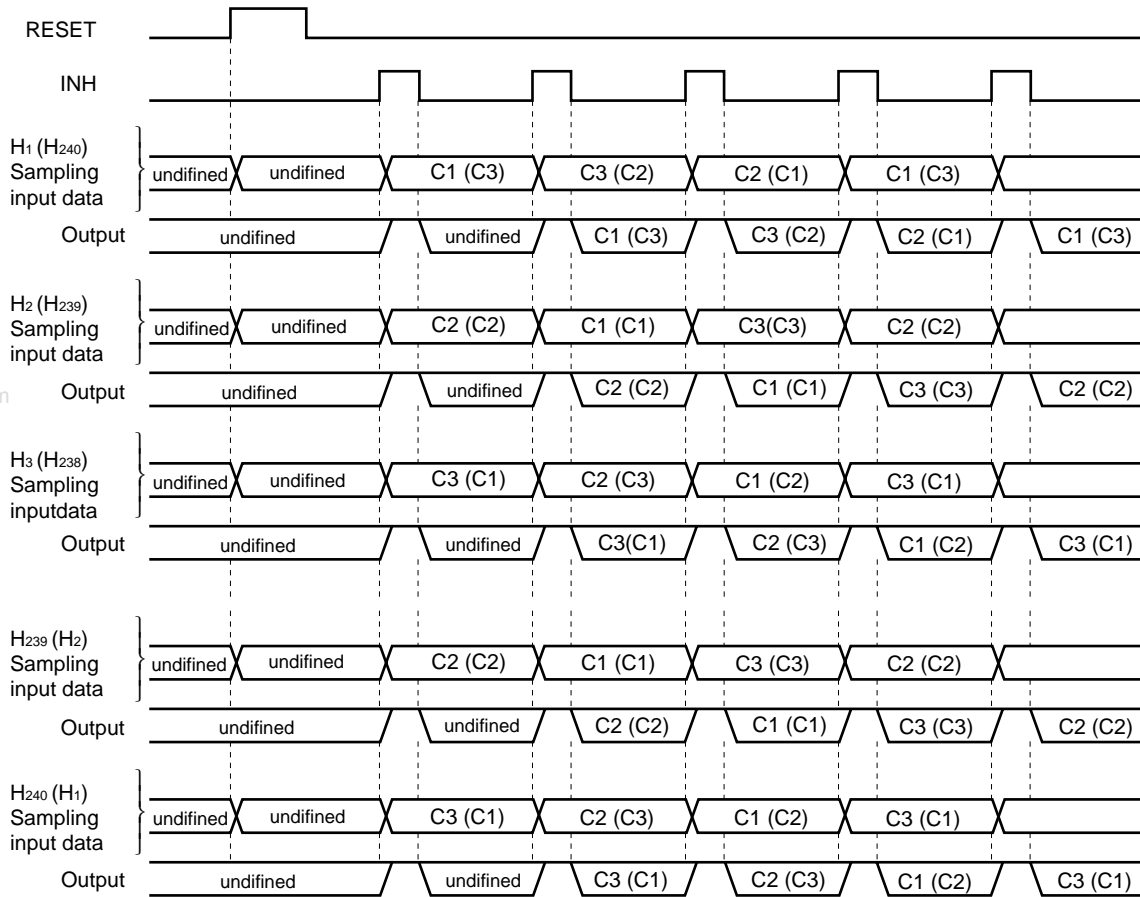 RESET
INH
H1 (H240)
Sampling
input data
undifined undifined C1 (C3) C3 (C2) C2 (C1) C1 (C3)
Output undifined undifined C1 (C3) C3 (C2) C2 (C1) C1 (C3)
H2 (H239)
Sampling
input data
undifined undifined C2 (C2) C1 (C1) C3(C3) C2 (C2)
m
Output undifined undifined C2 (C2) C1 (C1) C3 (C3) C2 (C2)
H3 (H238)
Sampling
inputdata
undifined undifined C3 (C1) C2 (C3) C1 (C2) C3 (C1)
Output undifined undifined C3(C1) C2 (C3) C1 (C2) C3 (C1)
H239 (H2)
Sampling
input data
undifined undifined C2 (C2) C1 (C1) C3 (C3) C2 (C2)
Output undifined undifined C2 (C2) C1 (C1) C3 (C3) C2 (C2)
H240 (H1)
Sampling
input data
undifined undifined C3 (C1) C2 (C3) C1 (C2) C3 (C1)
Output undifined undifined C3 (C1) C2 (C3) C1 (C2) C3 (C1)